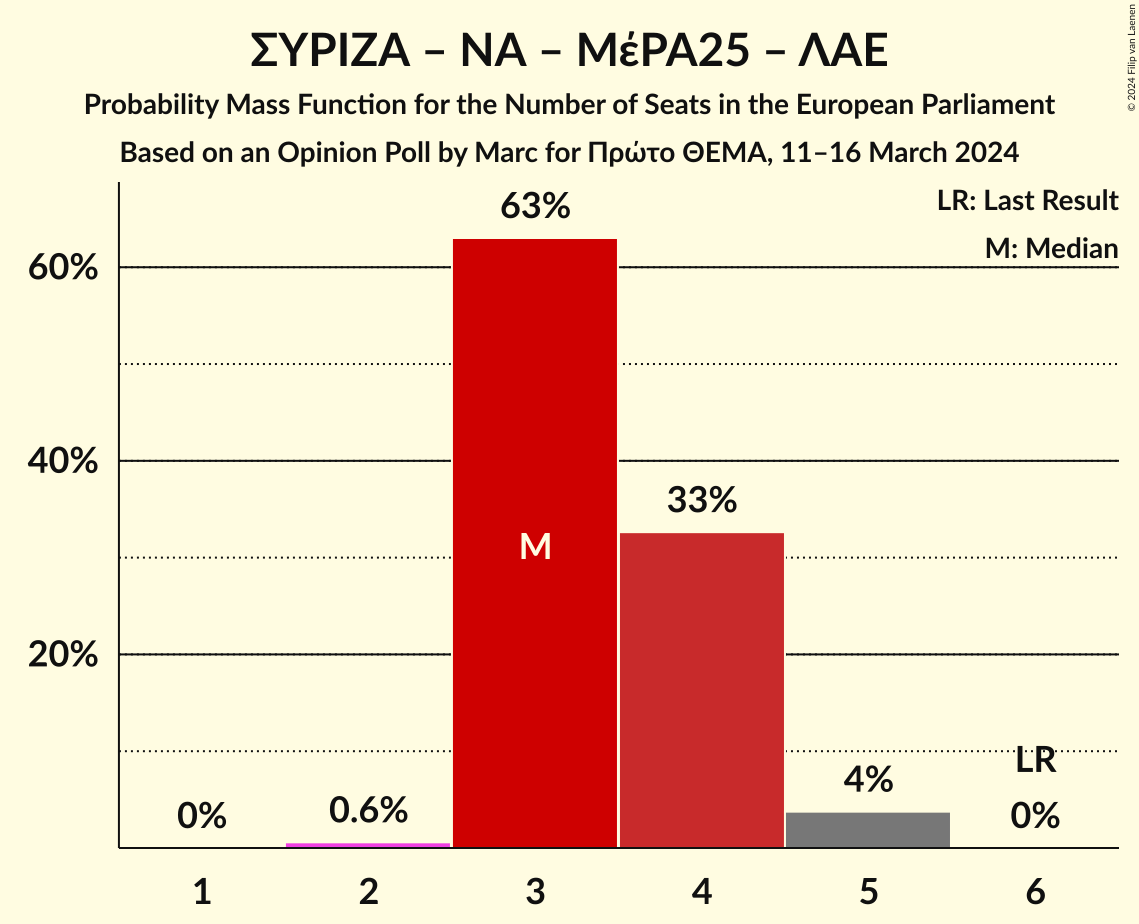 ΣΥΡΙΖΑ – ΝΑ – ΜέΡΑ25 – ΛΑΕ
Probability Mass Function for the Number of Seats in the European Parliament
Based on an Opinion Poll by Marc for Πρώτο ΘΕΜΑ, 11–16 March 2024
© 2024 Filip van Laenen
LR: Last Result
M: Median
63%
60%
40%
33%
M
20%
LR
4%
0.6%
0%
0%
1 2 3 4 5 6